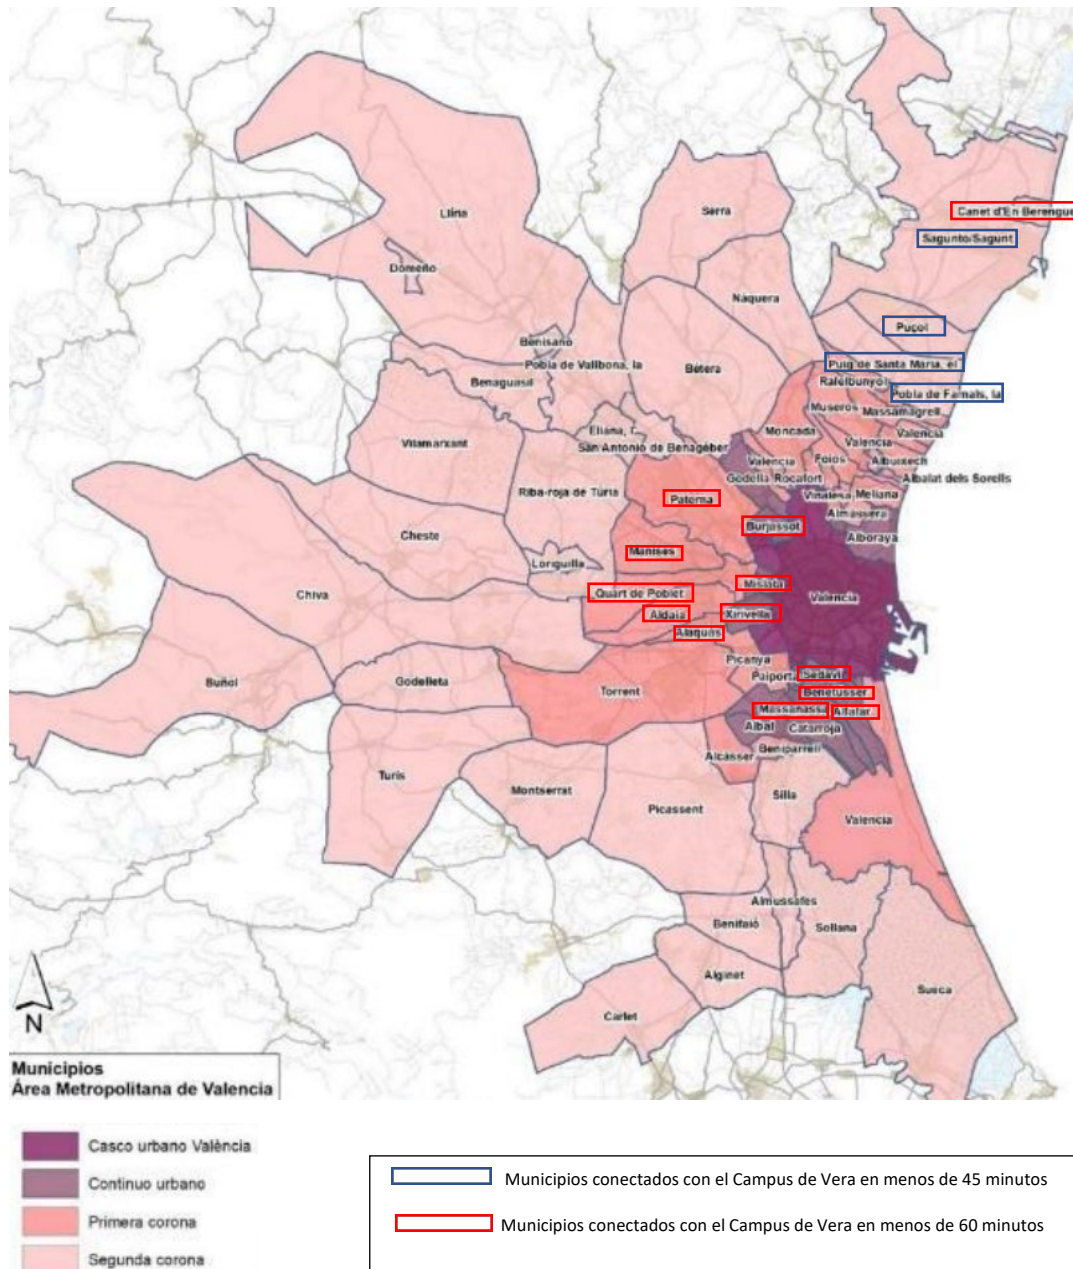 Canet d'En Berengue
Serra
Llíria
Sagunto/Sagunt
Domeño
Náquera
Puçol
Benisanó
Pobla de Vallbona, la
Bétera
Puig de Santa Maria, el
Benaguasil
Rafelbunyol
Pobla de Farnals, la
Museros
Massamagrell
Eliana, l'
Moncada
Valencia
Vilamarxant
San Antonio de Benagéber
Valencia
Valencia
Foios
Albuixech
Godella
Rocafort
Albalat dels Sorells
Riba-roja de Túria
Paterna
Vinalesa
Meliana
Almàssera
Burjassot
Cheste
Alboraya
Manises
Loriguilla
Mislata
Quart de Poblet
Chiva
Valencia
Aldaia
Xirivella
Alaquàs
Picanya
Paiporta
Sedaví
Buñol
Godelleta
Torrent
Benetússer
Massanassa
Alfafar
Albal
Catarroja
Beniparrell
Alcàsser
Turís
Montserrat
Silla
Picassent
Valencia
Almussafes
Benifaió
Sollana
Alginet
Sueca
Carlet
N
Municipios
Área Metropolitana de Valencia
Casco urbano València
Continuo urbano
Primera corona
Segunda corona
Municipios conectados con el Campus de Vera en menos de 45 minutos
Municipios conectados con el Campus de Vera en menos de 60 minutos